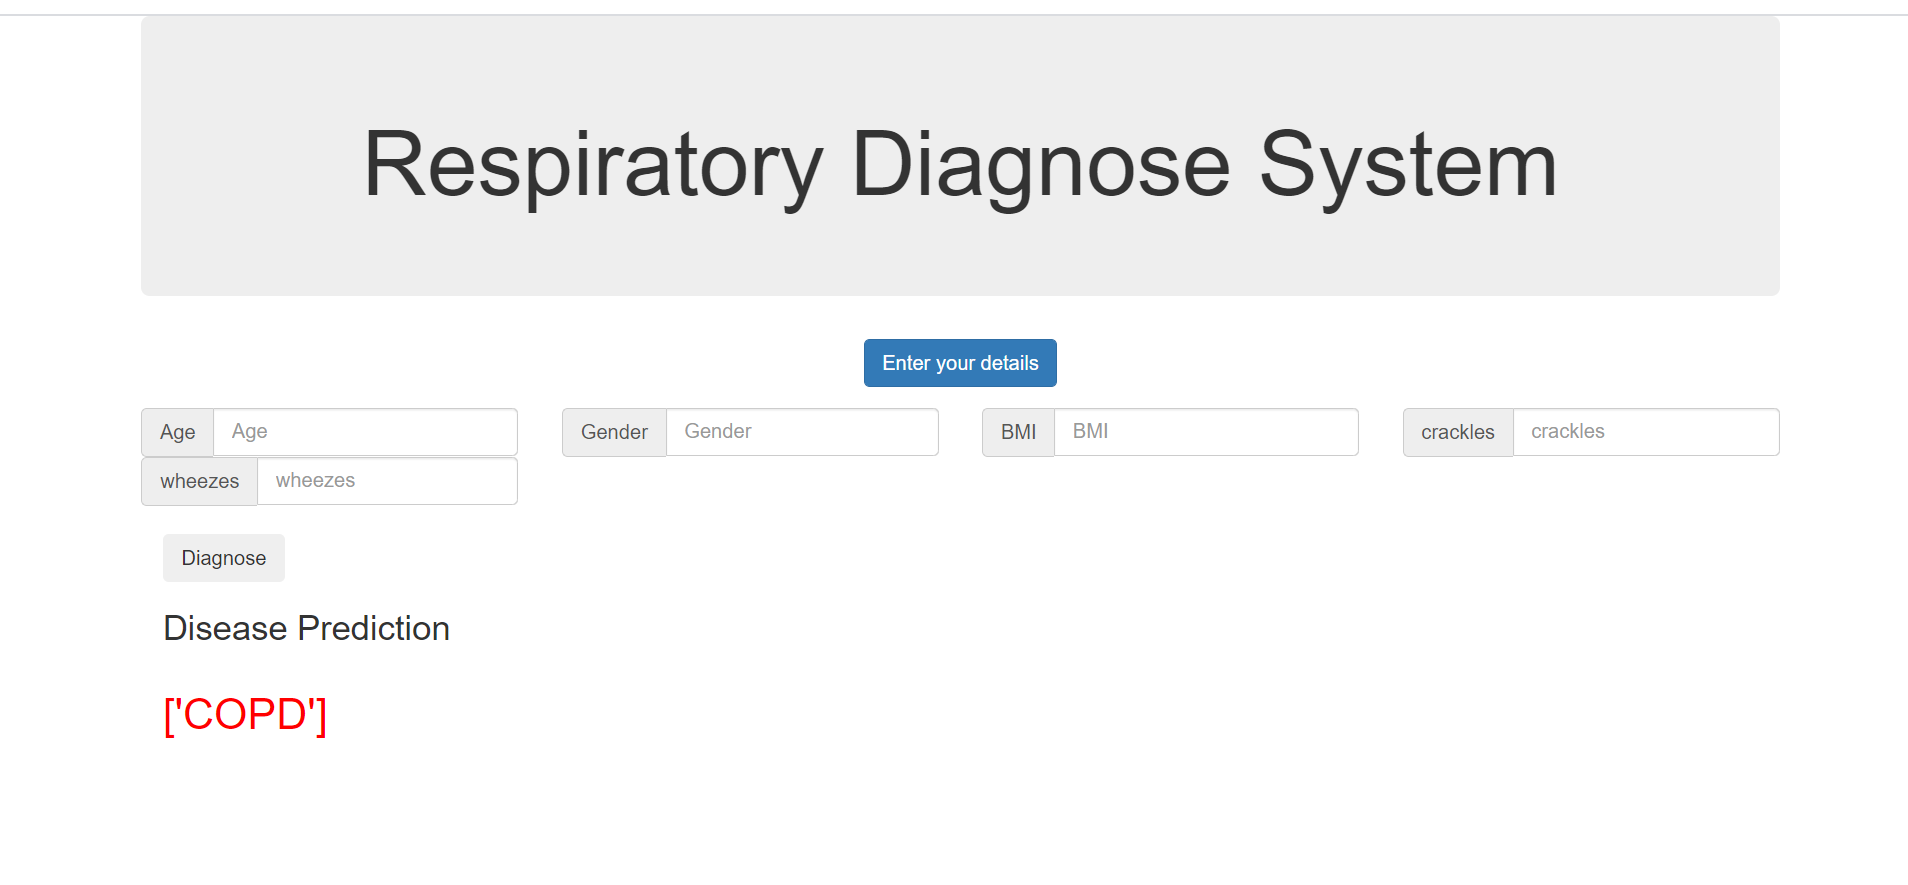 Respiratory Diagnose System
Enter your details
Age Age Gender Gender BMI BMI crackles crackles
wheezes wheezes
Diagnose
Disease Prediction
['COPD']